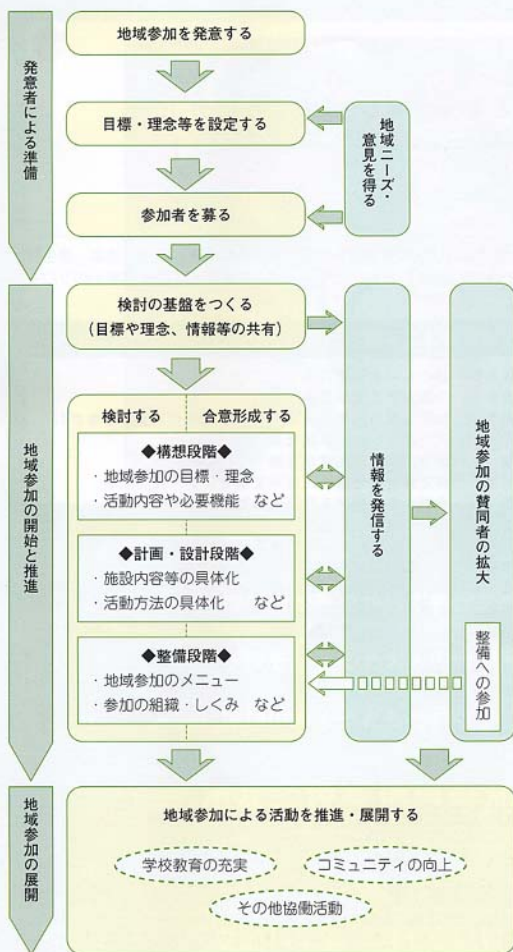 発意者による準備
地域参加を発意する
目標・理念等を設定する
参加者を募る
地域ニーズ・
意見を得る
地域参加の開始と推進
検討の基盤をつくる
(目標や理念、情報等の共有)
検討する
合意形成する
◆構想段階◆
・地域参加の目標・理念
・活動内容や必要機能 など
◆計画・設計段階◆
・施設内容等の具体化
・活動方法の具体化 など
◆整備段階◆
・地域参加のメニュー
・参加の組織・しくみ など
情報を発信する
地域参加の賛同者の拡大
整備への参加
地域参加の展開
地域参加による活動を推進・展開する
学校教育の充実
コミュニティの向上
その他協働活動